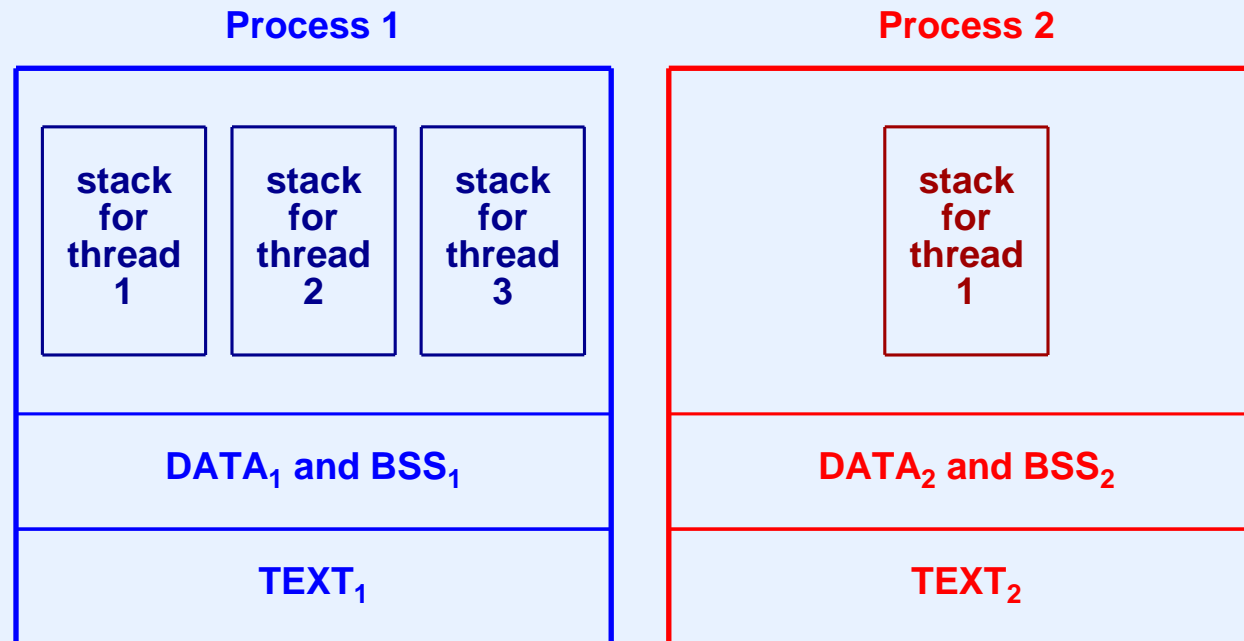 Process 1
Process 2
stack
for
thread
1
stack
for
thread
2
stack
for
thread
3
stack
for
thread
1
DATA₁ and BSS₁
DATA₂ and BSS₂
TEXT₁
TEXT₂